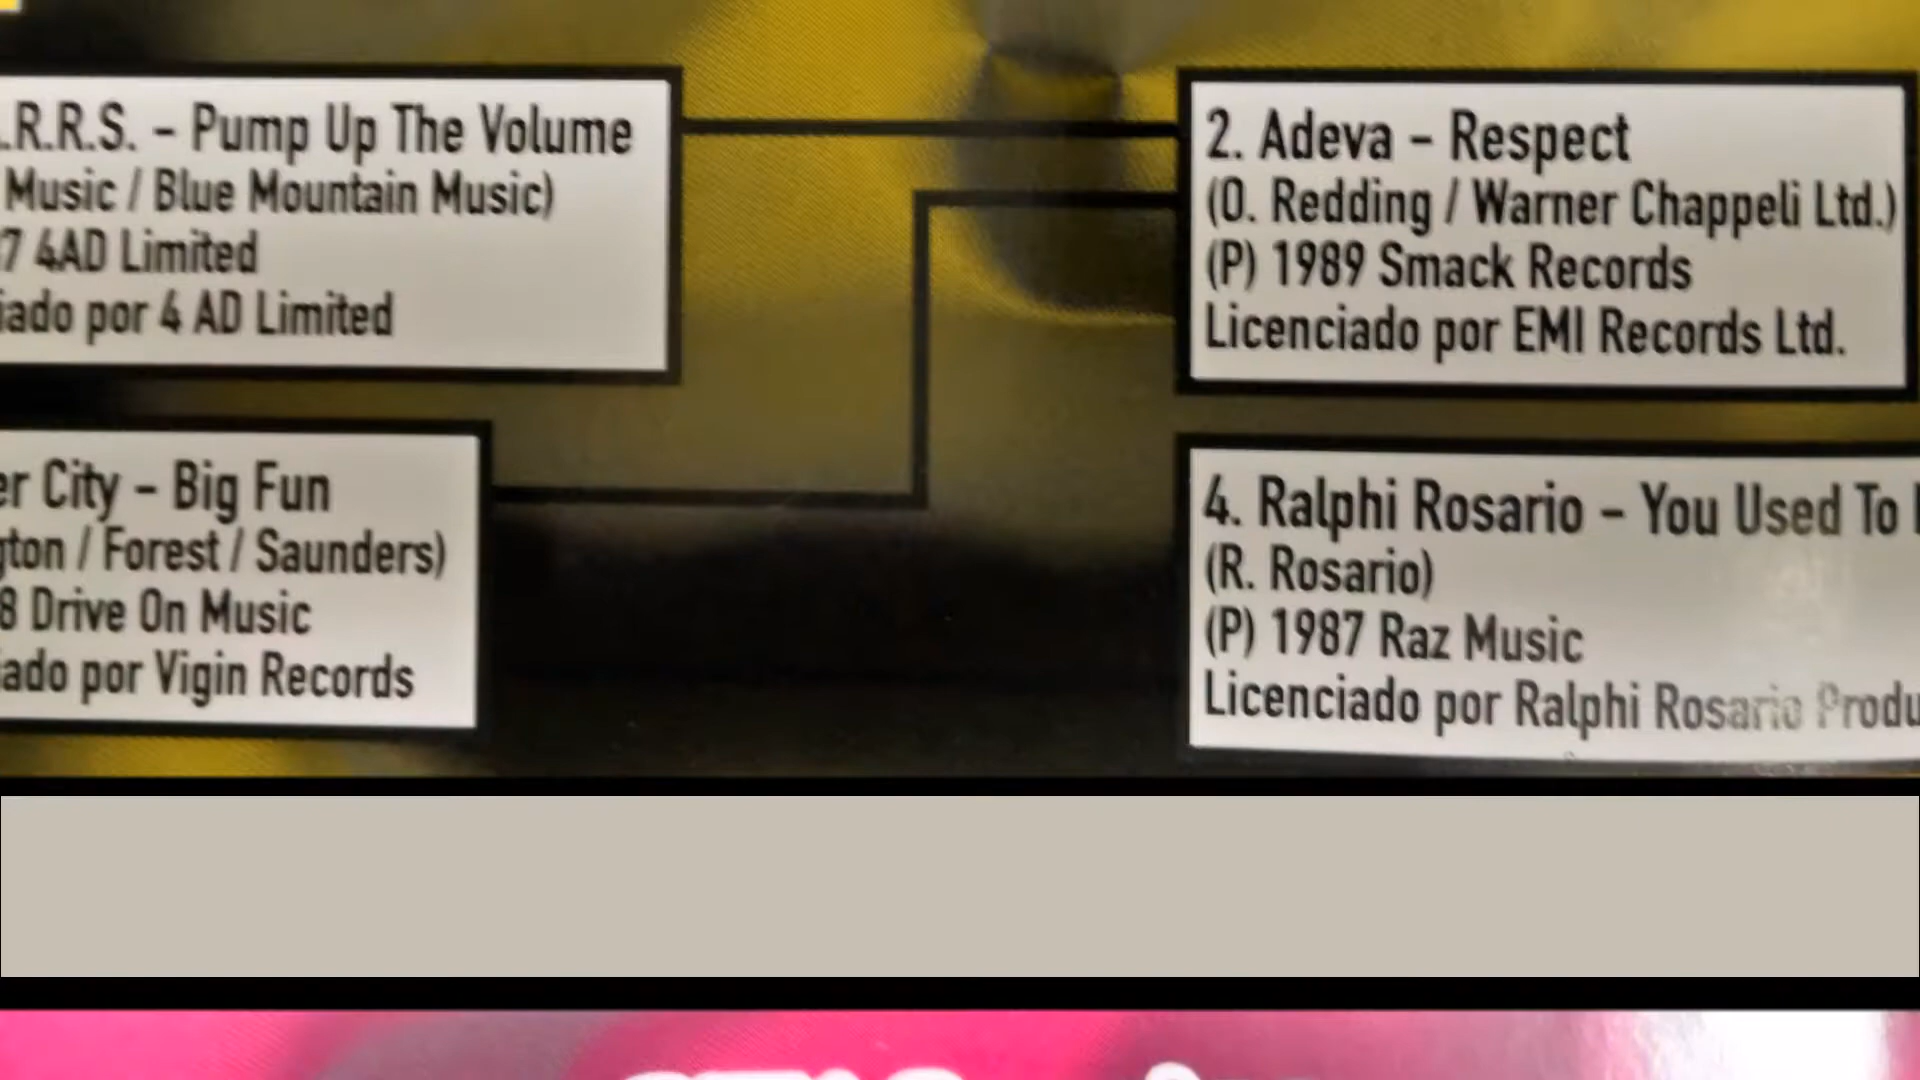 .R.R.S. – Pump Up The Volume
Music / Blue Mountain Music)
7 4AD Limited
iado por 4 AD Limited
2. Adeva – Respect
(O. Redding / Warner Chappeli Ltd.)
(P) 1989 Smack Records
Licenciado por EMI Records Ltd.
er City – Big Fun
gton / Forest / Saunders)
8 Drive On Music
iado por Vigin Records
4. Ralphi Rosario – You Used To
(R. Rosario)
(P) 1987 Raz Music
Licenciado por Ralphi Rosario Produ